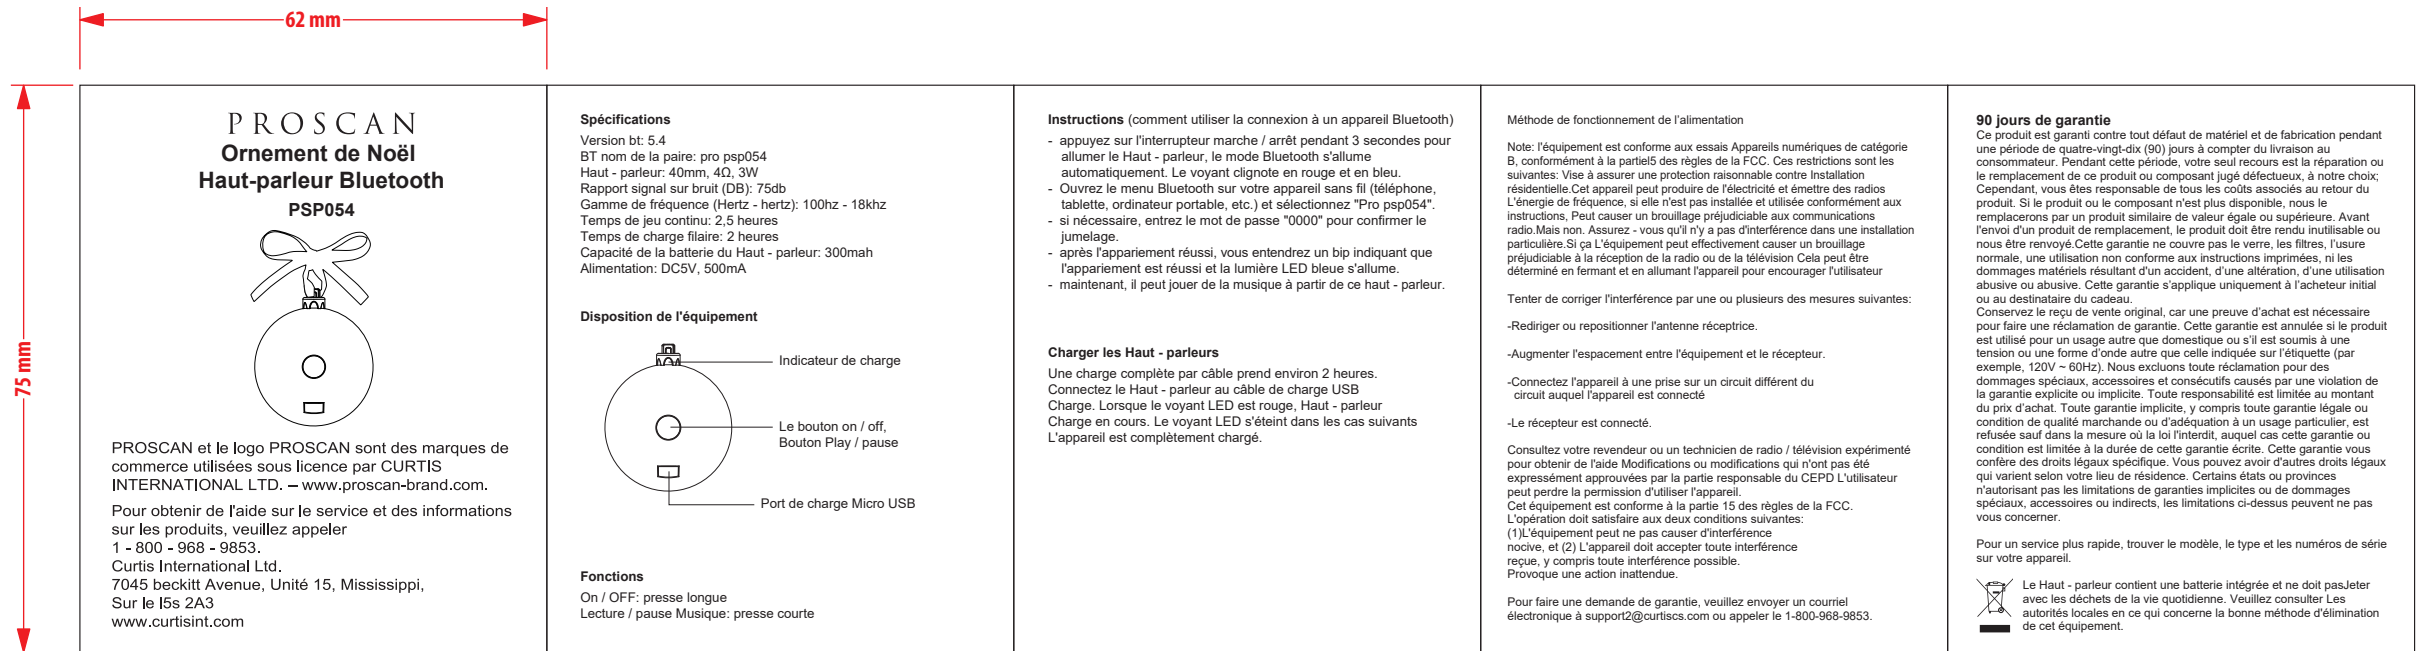 62 mm
75 mm
PROSCAN
Ornement de Noël
Haut-parleur Bluetooth
PSP054
PROSCAN et le logo PROSCAN sont des marques de
commerce utilisées sous licence par CURTIS
INTERNATIONAL LTD. – www.proscan-brand.com.
Pour obtenir de l'aide sur le service et des informations
sur les produits, veuillez appeler
1 - 800 - 968 - 9853.
Curtis International Ltd.
7045 beckitt Avenue, Unité 15, Mississippi,
Sur le l5s 2A3
www.curtisint.com
Spécifications
Version bt: 5.4
BT nom de la paire: pro psp054
Haut - parleur: 40mm, 4Ω, 3W
Rapport signal sur bruit (DB): 75db
Gamme de fréquence (Hertz - hertz): 100hz - 18khz
Temps de jeu continu: 2,5 heures
Temps de charge filaire: 2 heures
Capacité de la batterie du Haut - parleur: 300mah
Alimentation: DC5V, 500mA
Disposition de l'équipement
Indicateur de charge
Le bouton on / off,
Bouton Play / pause
Port de charge Micro USB
Fonctions
On / OFF: presse longue
Lecture / pause Musique: presse courte
Instructions (comment utiliser la connexion à un appareil Bluetooth)
- appuyez sur l'interrupteur marche / arrêt pendant 3 secondes pour
allumer le Haut - parleur, le mode Bluetooth s'allume
automatiquement. Le voyant clignote en rouge et en bleu.
- Ouvrez le menu Bluetooth sur votre appareil sans fil (téléphone,
tablette, ordinateur portable, etc.) et sélectionnez "Pro psp054".
- si nécessaire, entrez le mot de passe "0000" pour confirmer le
jumelage.
- après l'appariement réussi, vous entendrez un bip indiquant que
l'appariement est réussi et la lumière LED bleue s'allume.
- maintenant, il peut jouer de la musique à partir de ce haut - parleur.
Charger les Haut - parleurs
Une charge complète par câble prend environ 2 heures.
Connectez le Haut - parleur au câble de charge USB
Charge. Lorsque le voyant LED est rouge, Haut - parleur
Charge en cours. Le voyant LED s'éteint dans les cas suivants
L'appareil est complètement chargé.
Méthode de fonctionnement de l'alimentation
Note: l'équipement est conforme aux essais Appareils numériques de catégorie
B, conformément à la partiel5 des règles de la FCC. Ces restrictions sont les
suivantes: Vise à assurer une protection raisonnable contre Installation
résidentielle.Cet appareil peut produire de l'électricité et émettre des radios
L'énergie de fréquence, si elle n'est pas installée et utilisée conformément aux
instructions, Peut causer un brouillage préjudiciable aux communications
radio.Mais non. Assurez - vous qu'il n'y a pas d'interférence dans une installation
particulière.Si ça L'équipement peut effectivement causer un brouillage
préjudiciable à la réception de la radio ou de la télévision Cela peut être
déterminé en fermant et en allumant l'appareil pour encourager l'utilisateur
Tenter de corriger l'interférence par une ou plusieurs des mesures suivantes:
-Rediriger ou repositionner l'antenne réceptrice.
-Augmenter l'espacement entre l'équipement et le récepteur.
-Connectez l'appareil à une prise sur un circuit différent du
circuit auquel l'appareil est connecté
-Le récepteur est connecté.
Consultez votre revendeur ou un technicien de radio / télévision expérimenté
pour obtenir de l'aide Modifications ou modifications qui n'ont pas été
expressément approuvées par la partie responsable du CEPD L'utilisateur
peut perdre la permission d'utiliser l'appareil.
Cet équipement est conforme à la partie 15 des règles de la FCC.
L'opération doit satisfaire aux deux conditions suivantes:
(1)L'équipement peut ne pas causer d'interférence
nocive, et (2) L'appareil doit accepter toute interférence
reçue, y compris toute interférence possible.
Provoque une action inattendue.
Pour faire une demande de garantie, veuillez envoyer un courriel
électronique à support2@curtiscs.com ou appeler le 1-800-968-9853.
90 jours de garantie
Ce produit est garanti contre tout défaut de matériel et de fabrication pendant
une période de quatre-vingt-dix (90) jours à compter du livraison au
consommateur. Pendant cette période, votre seul recours est la réparation ou
le remplacement de ce produit ou composant jugé défectueux, à notre choix;
Cependant, vous êtes responsable de tous les coûts associés au retour du
produit. Si le produit ou le composant n'est plus disponible, nous le
remplacerons par un produit similaire de valeur égale ou supérieure. Avant
l'envoi d'un produit de remplacement, le produit doit être rendu inutilisable ou
nous être renvoyé.Cette garantie ne couvre pas le verre, les filtres, l'usure
normale, une utilisation non conforme aux instructions imprimées, ni les
dommages matériels résultant d'un accident, d'une altération, d'une utilisation
abusive ou abusive. Cette garantie s'applique uniquement à l'acheteur initial
ou au destinataire du cadeau.
Conservez le reçu de vente original, car une preuve d'achat est nécessaire
pour faire une réclamation de garantie. Cette garantie est annulée si le produit
est utilisé pour un usage autre que domestique ou s'il est soumis à une
tension ou une forme d'onde autre que celle indiquée sur l'étiquette (par
exemple, 120V ~ 60Hz). Nous excluons toute réclamation pour des
dommages spéciaux, accessoires et consécutifs causés par une violation de
la garantie explicite ou implicite. Toute responsabilité est limitée au montant
du prix d'achat. Toute garantie implicite, y compris toute garantie légale ou
condition de qualité marchande ou d'adéquation à un usage particulier, est
refusée sauf dans la mesure où la loi l'interdit, auquel cas cette garantie ou
condition est limitée à la durée de cette garantie écrite. Cette garantie vous
confère des droits légaux spécifique. Vous pouvez avoir d'autres droits légaux
qui varient selon votre lieu de résidence. Certains états ou provinces
n'autorisant pas les limitations de garanties implicites ou de dommages
spéciaux, accessoires ou indirects, les limitations ci-dessus peuvent ne pas
vous concerner.
Pour un service plus rapide, trouver le modèle, le type et les numéros de série
sur votre appareil.
Le Haut - parleur contient une batterie intégrée et ne doit pasJeter
avec les déchets de la vie quotidienne. Veuillez consulter Les
autorités locales en ce qui concerne la bonne méthode d'élimination
de cet équipement.